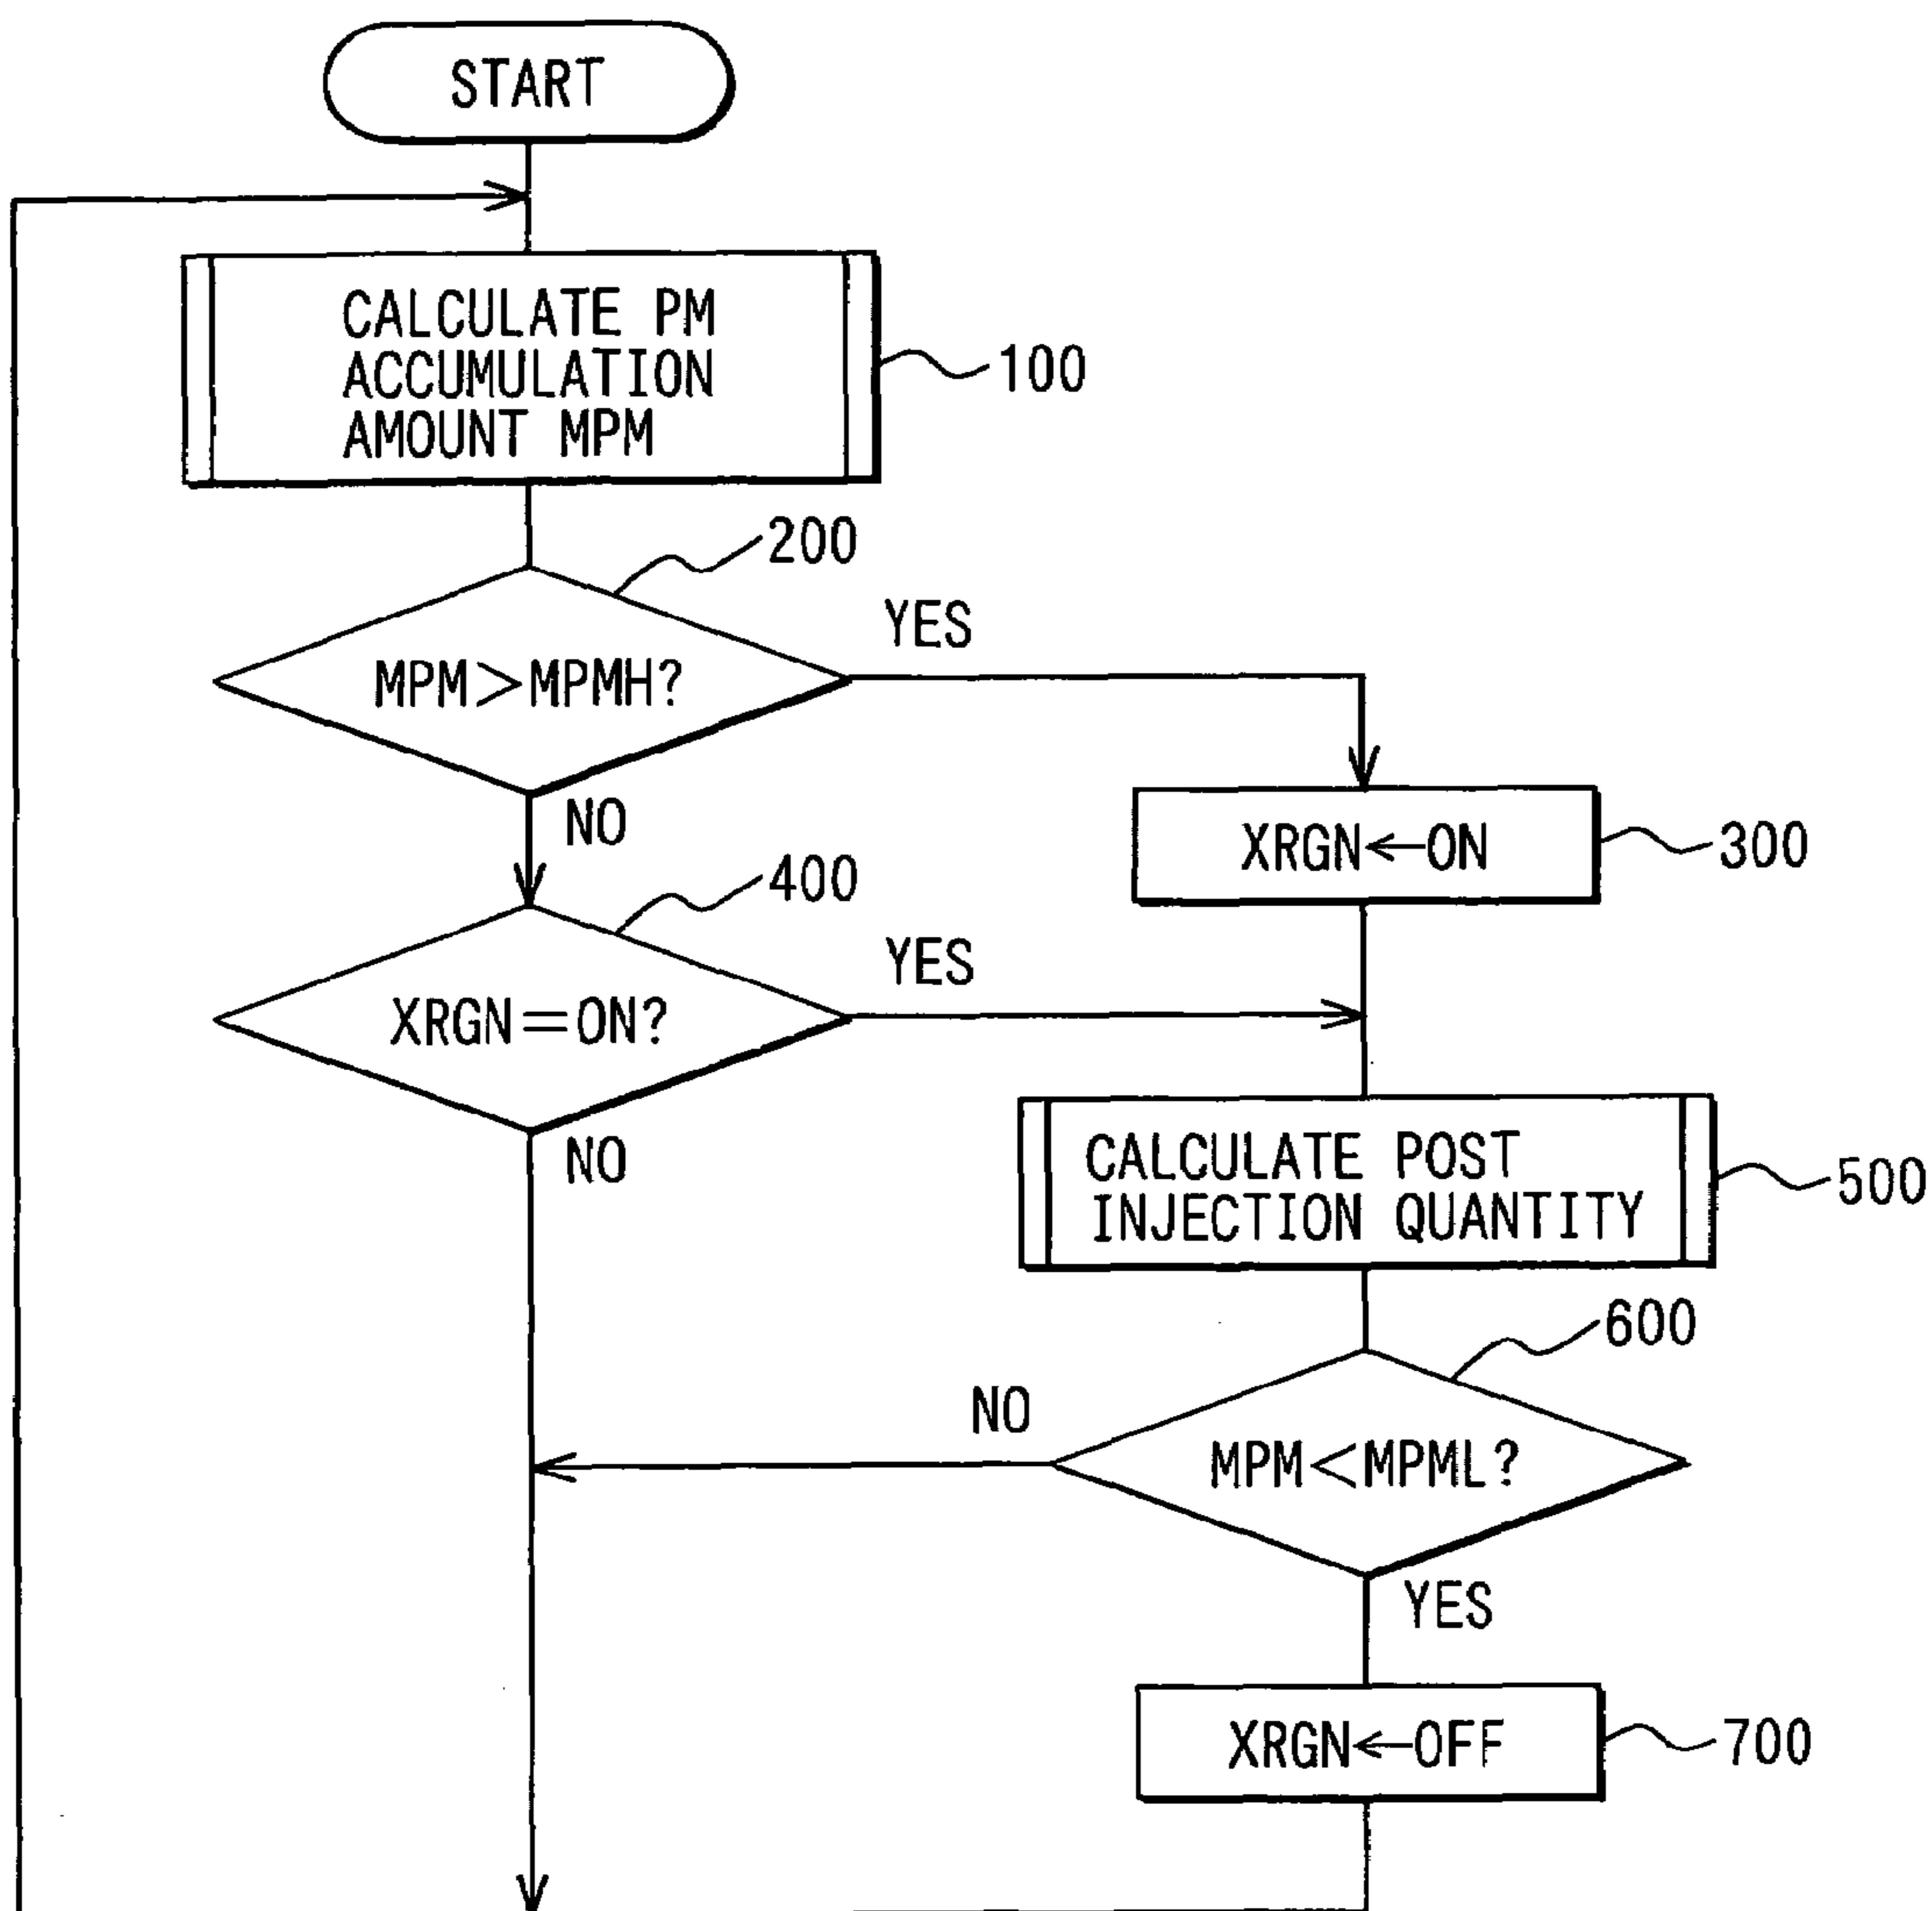 START
CALCULATE PM
ACCUMULATION
AMOUNT MPM
100
200
MPM>MPMH?
YES
NO
XRGN←ON
300
400
XRGN=ON?
YES
NO
CALCULATE POST
INJECTION QUANTITY
500
600
MPM<MPML?
NO
YES
XRGN←OFF
700